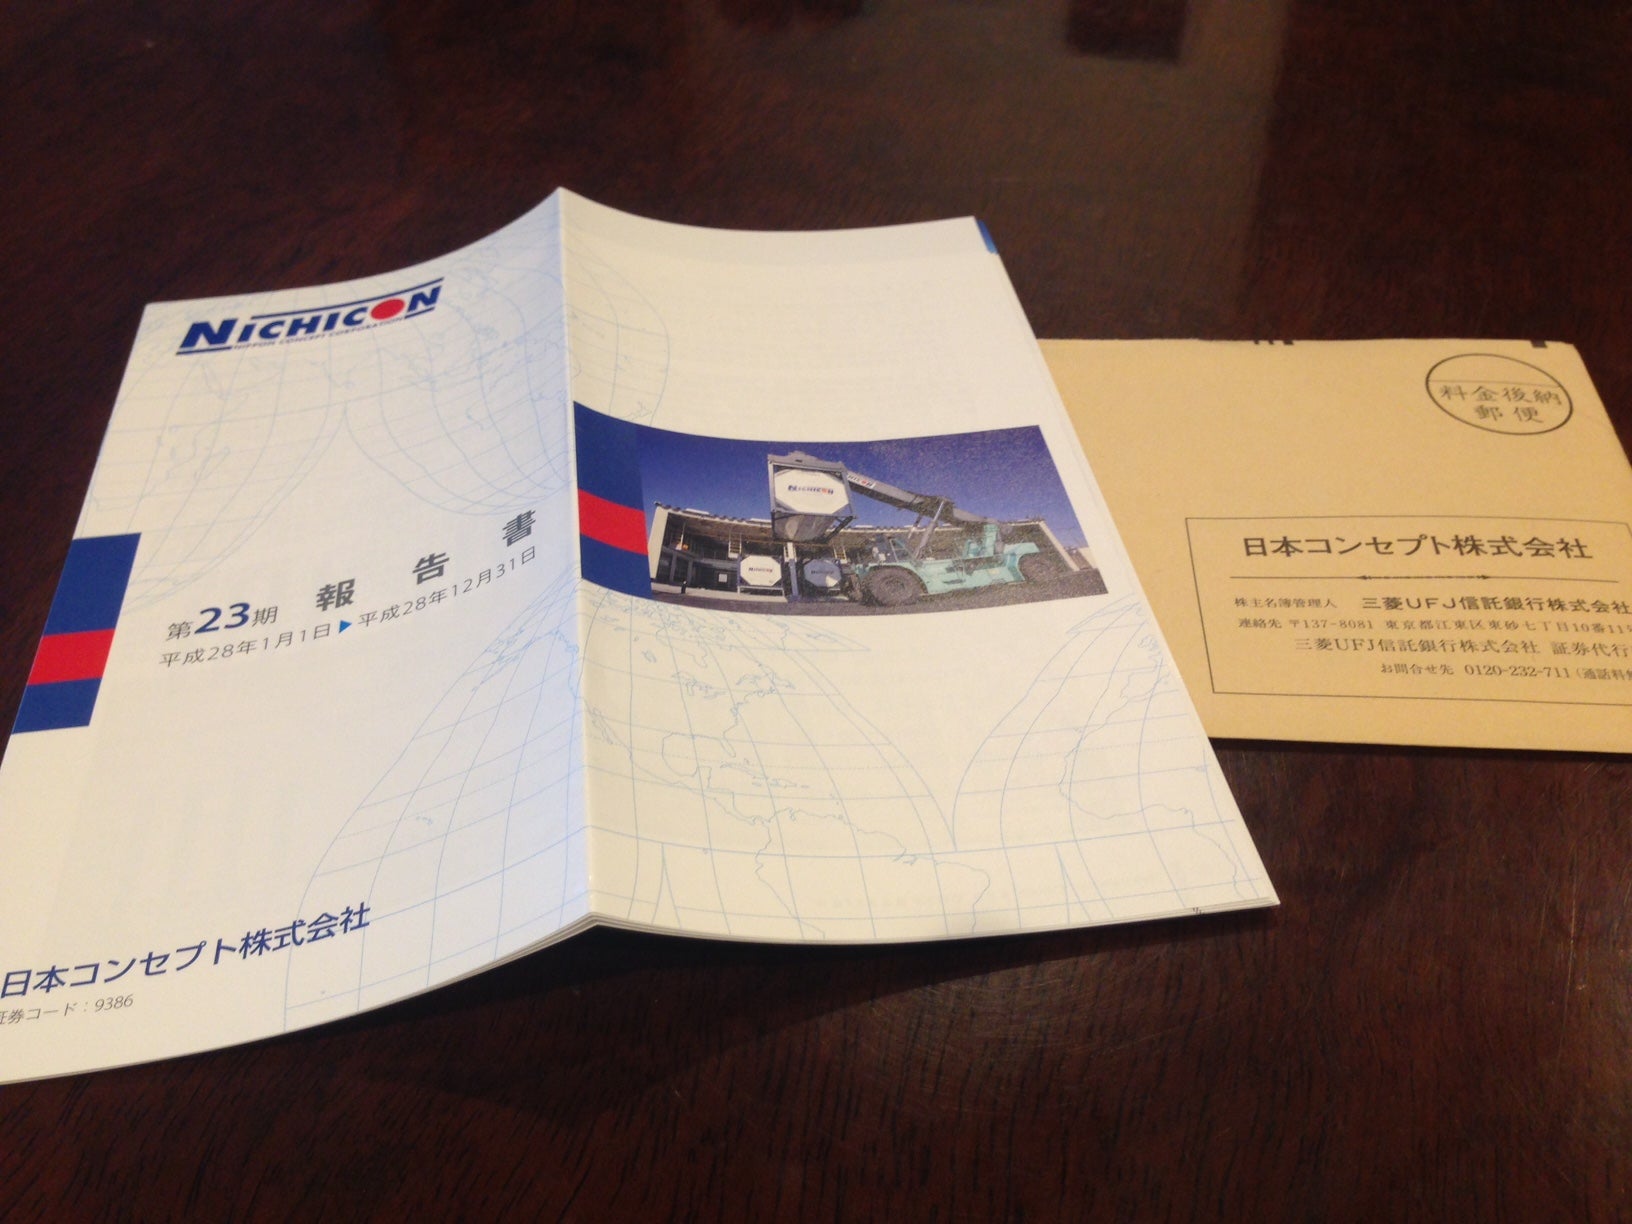 NICHICON
NIPPON CONCEPT CORPORATION
第23期 報告書
平成28年1月1日▶平成28年12月31日
日本コンセプト株式会社
証券コード：9386
NICHICON
NICHICON
料金後納
郵便
日本コンセプト株式会社
株主名簿管理人 三菱UFJ信託銀行株式会社
連絡先 〒137-8081 東京都江東区東砂七丁目10番11号
三菱UFJ信託銀行株式会社 証券代行
お問合せ先 0120-232-711 (通話料無